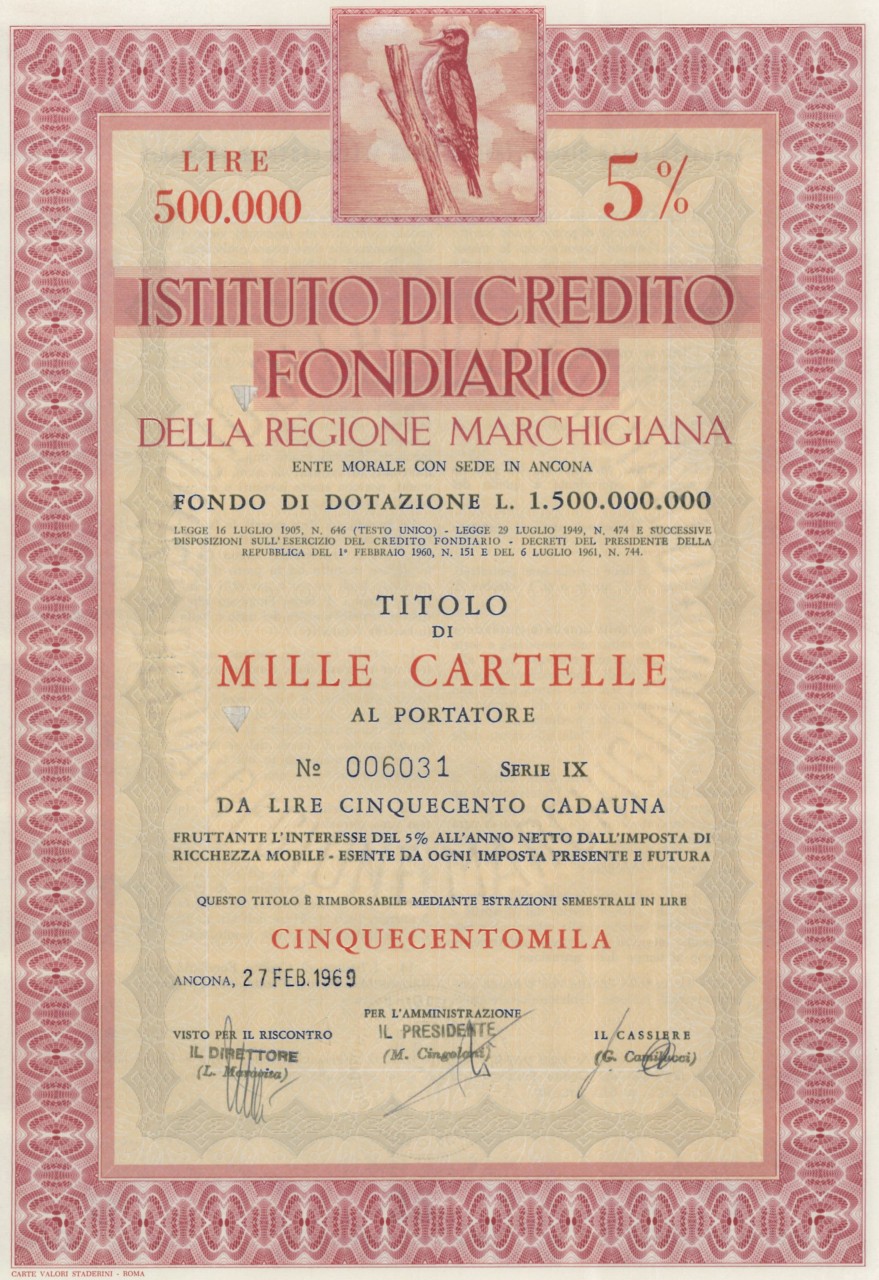 LIRE
500.000
5%
ISTITUTO DI CREDITO
FONDIARIO
DELLA REGIONE MARCHIGIANA
ENTE MORALE CON SEDE IN ANCONA
FONDO DI DOTAZIONE L. 1.500.000.000
LEGGE 16 LUGLIO 1905, N. 646 (TESTO UNICO) - LEGGE 29 LUGLIO 1949, N. 474 E SUCCESSIVE
DISPOSIZIONI SULL'ESERCIZIO DEL CREDITO FONDIARIO - DECRETI DEL PRESIDENTE DELLA
REPUBBLICA DEL 1º FEBBRAIO 1960, N. 151 E DEL 6 LUGLIO 1961, N. 744.
TITOLO
DI
MILLE CARTELLE
AL PORTATORE
Nº 006031 SERIE IX
DA LIRE CINQUECENTO CADAUNA
FRUTTANTE L'INTERESSE DEL 5% ALL'ANNO NETTO DALL'IMPOSTA DI
RICCHEZZA MOBILE - ESENTE DA OGNI IMPOSTA PRESENTE E FUTURA
QUESTO TITOLO È RIMBORSABILE MEDIANTE ESTRAZIONI SEMESTRALI IN LIRE
CINQUECENTOMILA
ANCONA, 27 FEB. 1969
PER L'AMMINISTRAZIONE
VISTO PER IL RISCONTRO
IL PRESIDENTE
IL CASSIERE
IL DIRETTORE
(M. Cingolani)
(G. Camilucci)
(L.
CARTE VALORI STADERINI - ROMA